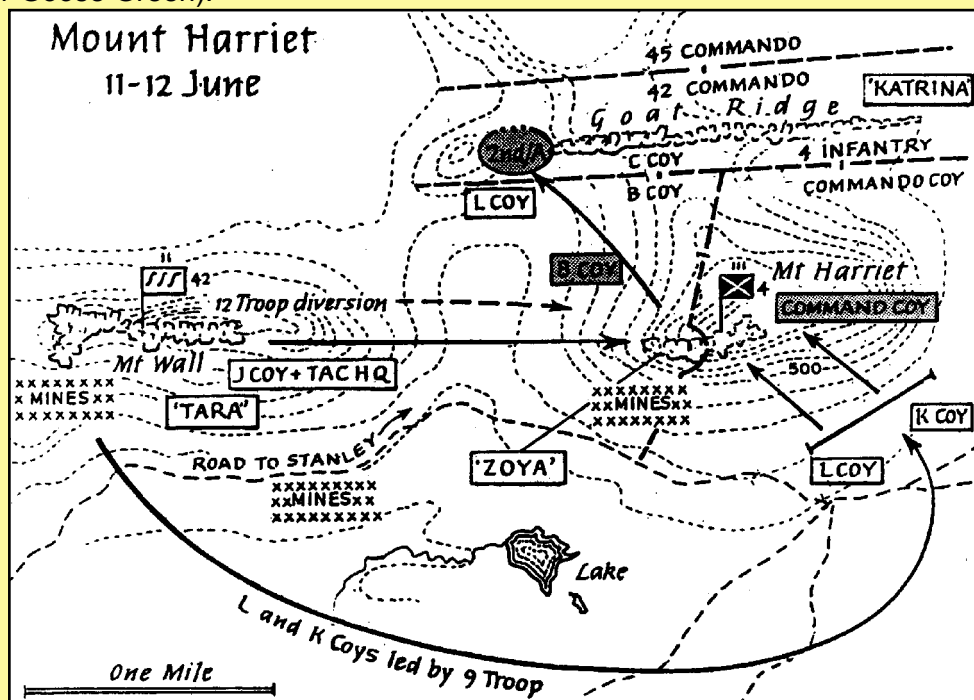 Mount Harriet
11-12 June
45 COMMANDO
42 COMMANDO
'KATRINA'
Goat Ridge
2nd/A
C COY
4 INFANTRY
B COY
COMMANDO COY
L COY
42
B COY
Mt Harriet
4
12 Troop diversion
COMMAND COY
Mt Wall
J COY + TAC HQ
500
MINES
MINES
'TARA'
K COY
ROAD TO STANLEY
'ZOYA'
L COY
MINES
Lake
L and K Coys led by 9 Troop
One Mile